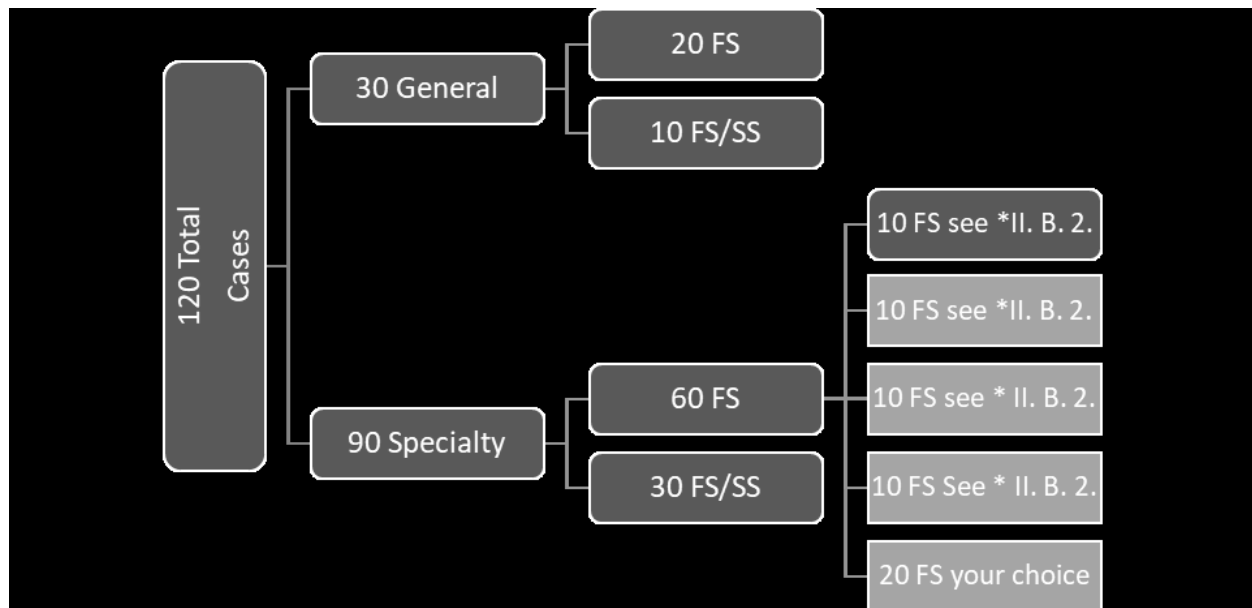 120 Total
Cases
30 General
20 FS
10 FS/SS
90 Specialty
60 FS
10 FS see *II. B. 2.
10 FS see *II. B. 2.
10 FS see * II. B. 2.
10 FS See * II. B. 2.
20 FS your choice
30 FS/SS